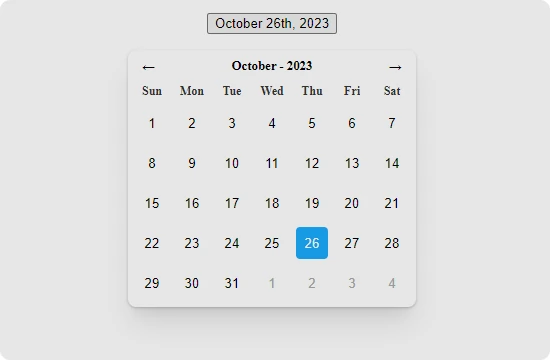 October 26th, 2023
← October - 2023 →
Sun Mon Tue Wed Thu Fri Sat
1 2 3 4 5 6 7
8 9 10 11 12 13 14
15 16 17 18 19 20 21
22 23 24 25 26 27 28
29 30 31 1 2 3 4